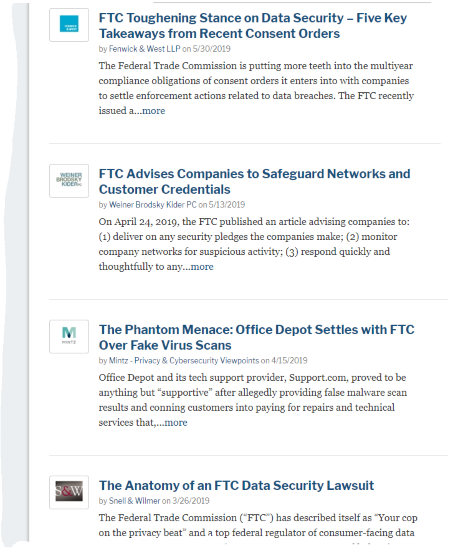 FTC Toughening Stance on Data Security – Five Key
Takeaways from Recent Consent Orders
by Fenwick & West LLP on 5/30/2019
The Federal Trade Commission is putting more teeth into the multiyear
compliance obligations of consent orders it enters into with companies
to settle enforcement actions related to data breaches. The FTC recently
issued a...more
WEINER
BRODSKY
KIDER PC
FTC Advises Companies to Safeguard Networks and
Customer Credentials
by Weiner Brodsky Kider PC on 5/13/2019
On April 24, 2019, the FTC published an article advising companies to:
(1) deliver on any security pledges the companies make; (2) monitor
company networks for suspicious activity; (3) respond quickly and
thoughtfully to any...more
M
MINTZ
The Phantom Menace: Office Depot Settles with FTC
Over Fake Virus Scans
by Mintz - Privacy & Cybersecurity Viewpoints on 4/15/2019
Office Depot and its tech support provider, Support.com, proved to be
anything but “supportive” after allegedly providing false malware scan
results and conning customers into paying for repairs and technical
services that,...more
S&W
The Anatomy of an FTC Data Security Lawsuit
by Snell & Wilmer on 3/26/2019
The Federal Trade Commission (“FTC”) has described itself as “Your cop
on the privacy beat” and a top federal regulator of consumer-facing data